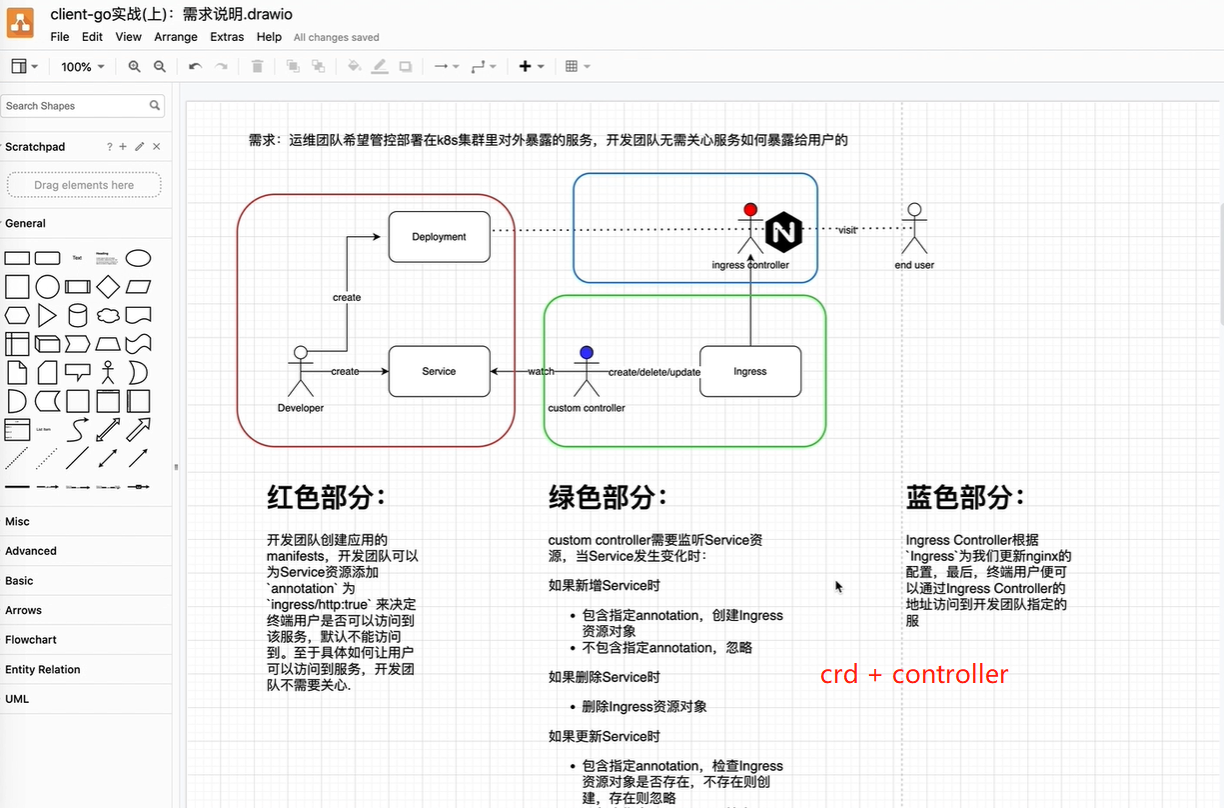 client-go实战(上)：需求说明.drawio
File Edit View Arrange Extras Help All changes saved
100%
Search Shapes
Scratchpad
Drag elements here
General
Text
Heading
List Item
Misc
Advanced
Basic
Arrows
Flowchart
Entity Relation
UML
需求：运维团队希望管控部署在k8s集群里对外暴露的服务，开发团队无需关心服务如何暴露给用户的
Deployment
visit
ingress controller
end user
create
create
Service
watch
create/delete/update
Ingress
Developer
custom controller
红色部分：
开发团队创建应用的
manifests，开发团队可以
为Service资源添加
`annotation` 为
`ingress/http:true` 来决定
终端用户是否可以访问到
该服务，默认不能访问
到。至于具体如何让用户
可以访问到服务，开发团
队不需要关心.
绿色部分：
custom controller需要监听Service资
源，当Service发生变化时：
如果新增Service时
• 包含指定annotation，创建Ingress
资源对象
• 不包含指定annotation，忽略
如果删除Service时
• 删除Ingress资源对象
如果更新Service时
• 包含指定annotation，检查Ingress
资源对象是否存在，不存在则创
建，存在则忽略
蓝色部分：
Ingress Controller根据
`Ingress`为我们更新nginx的
配置，最后，终端用户便可
以通过Ingress Controller的
地址访问到开发团队指定的
服
crd + controller